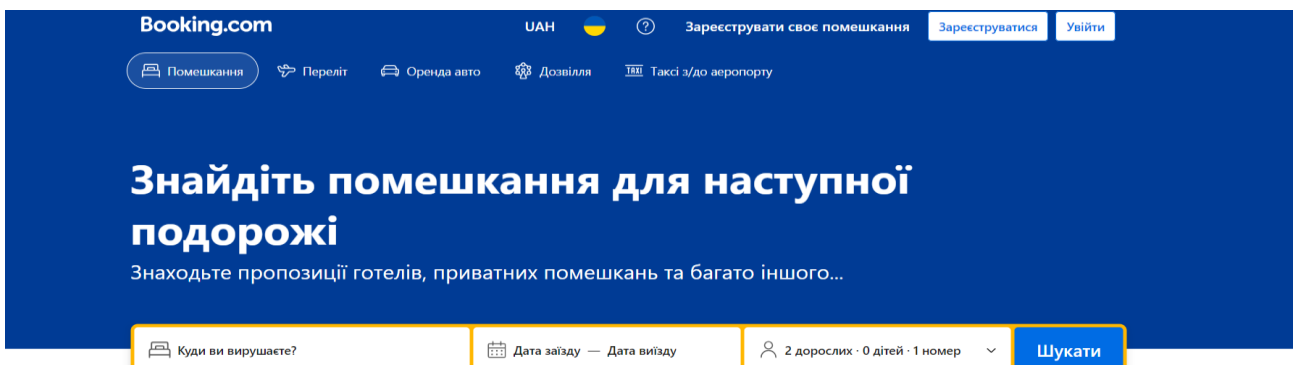 Booking.com
UAH
Зареєструвати своє помешкання
Зареєструватися
Увійти
Помешкання
Переліт
Оренда авто
Дозвілля
TAXI
Таксі з/до аеропорту
Знайдіть помешкання для наступної
подорожі
Знаходьте пропозиції готелів, приватних помешкань та багато іншого...
Куди ви вирушаєте?
Дата заїзду — Дата виїзду
2 дорослих · 0 дітей · 1 номер
Шукати